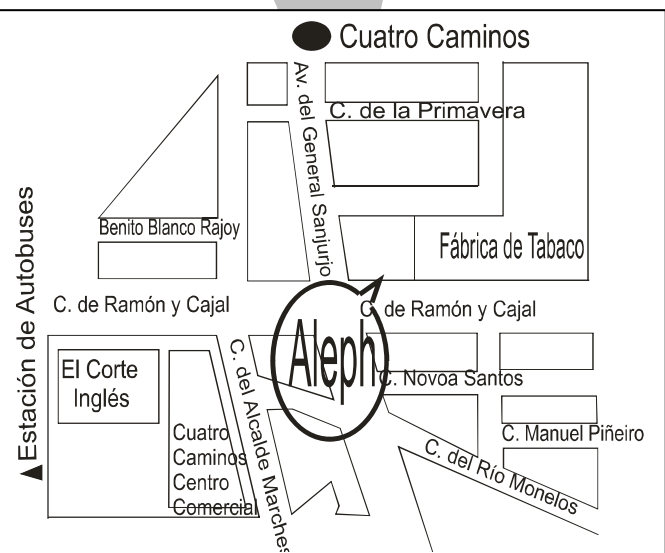 Cuatro Caminos
Av. del General Sanjurjo
C. de la Primavera
Benito Blanco Rajoy
Fábrica de Tabaco
Estación de Autobuses
C. de Ramón y Cajal
C. de Ramón y Cajal
Aleph
El Corte
Inglés
C. Novoa Santos
C. del Alcalde Marches
Cuatro
Caminos
Centro
Comercial
C. Manuel Piñeiro
C. del Río Monelos